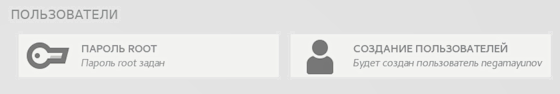 ПОЛЬЗОВАТЕЛИ
ПАРОЛЬ ROOT
Пароль root задан
СОЗДАНИЕ ПОЛЬЗОВАТЕЛЕЙ
Будет создан пользователь negamayunov